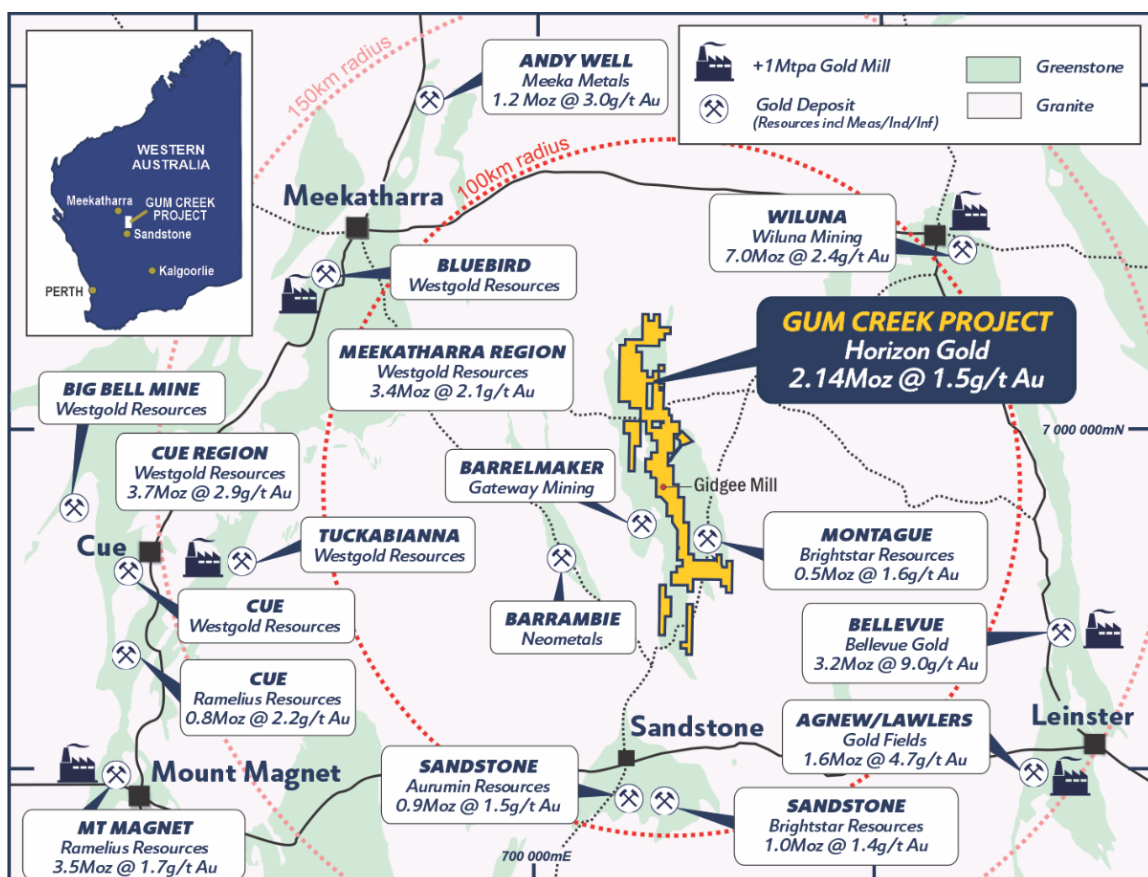 WESTERN
AUSTRALIA
Meekatharra
GUM CREEK
PROJECT
Sandstone
Kalgoorlie
PERTH
150km radius
100km radius
ANDY WELL
Meeka Metals
1.2 Moz @ 3.0g/t Au
+1Mtpa Gold Mill
Gold Deposit
(Resources incl Meas/Ind/Inf)
Greenstone
Granite
Meekatharra
WILUNA
Wiluna Mining
7.0Moz @ 2.4g/t Au
BLUEBIRD
Westgold Resources
GUM CREEK PROJECT
Horizon Gold
2.14Moz @ 1.5g/t Au
MEEKATHARRA REGION
Westgold Resources
3.4Moz @ 2.1g/t Au
BIG BELL MINE
Westgold Resources
7 000 000mN
CUE REGION
Westgold Resources
3.7Moz @ 2.9g/t Au
BARRELMAKER
Gateway Mining
Gidgee Mill
Cue
TUCKABIANNA
Westgold Resources
MONTAGUE
Brightstar Resources
0.5Moz @ 1.6g/t Au
CUE
Westgold Resources
BARRAMBIE
Neometals
BELLEVUE
Bellevue Gold
3.2Moz @ 9.0g/t Au
CUE
Ramelius Resources
0.8Moz @ 2.2g/t Au
Sandstone
AGNEW/LAWLERS
Gold Fields
1.6Moz @ 4.7g/t Au
Leinster
Mount Magnet
SANDSTONE
Aurumin Resources
0.9Moz @ 1.5g/t Au
SANDSTONE
Brightstar Resources
1.0Moz @ 1.4g/t Au
MT MAGNET
Ramelius Resources
3.5Moz @ 1.7g/t Au
700 000mE